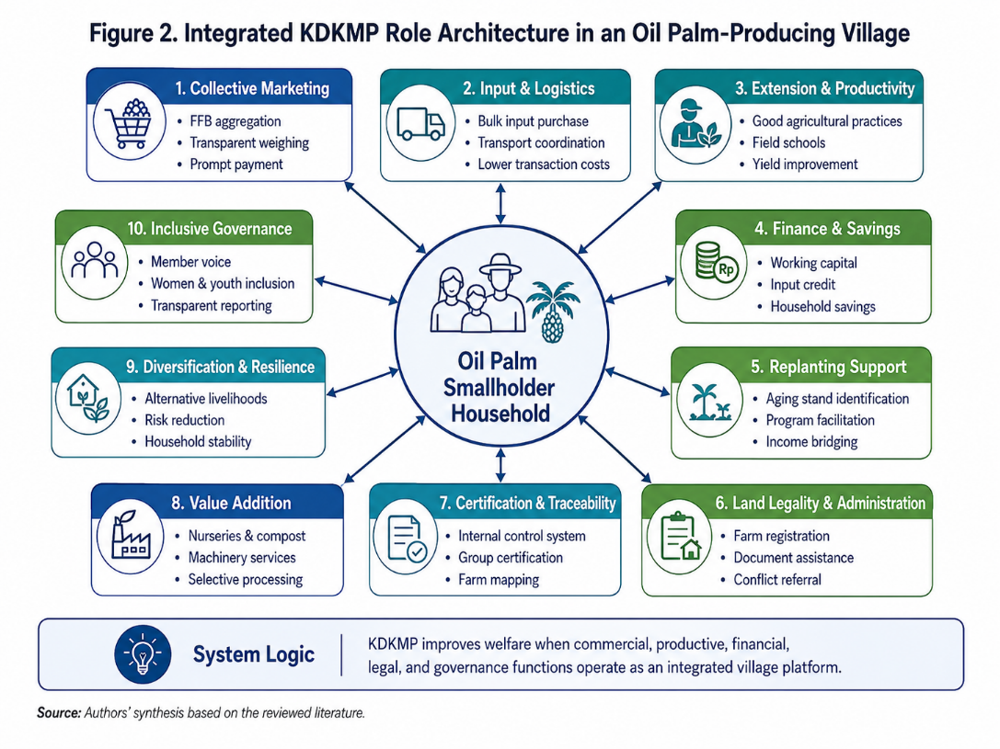 Figure 2. Integrated KDKMP Role Architecture in an Oil Palm-Producing Village
1. Collective Marketing
• FFB aggregation
• Transparent weighing
• Prompt payment
2. Input & Logistics
• Bulk input purchase
• Transport coordination
• Lower transaction costs
3. Extension & Productivity
• Good agricultural practices
• Field schools
• Yield improvement
10. Inclusive Governance
• Member voice
• Women & youth inclusion
• Transparent reporting
4. Finance & Savings
Rp
• Working capital
• Input credit
• Household savings
Oil Palm
Smallholder
Household
9. Diversification & Resilience
• Alternative livelihoods
• Risk reduction
• Household stability
5. Replanting Support
• Aging stand identification
• Program facilitation
• Income bridging
8. Value Addition
• Nurseries & compost
• Machinery services
• Selective processing
7. Certification & Traceability
• Internal control system
• Group certification
• Farm mapping
6. Land Legality & Administration
• Farm registration
• Document assistance
• Conflict referral
System Logic
KDKMP improves welfare when commercial, productive, financial,
legal, and governance functions operate as an integrated village platform.
Source: Authors' synthesis based on the reviewed literature.